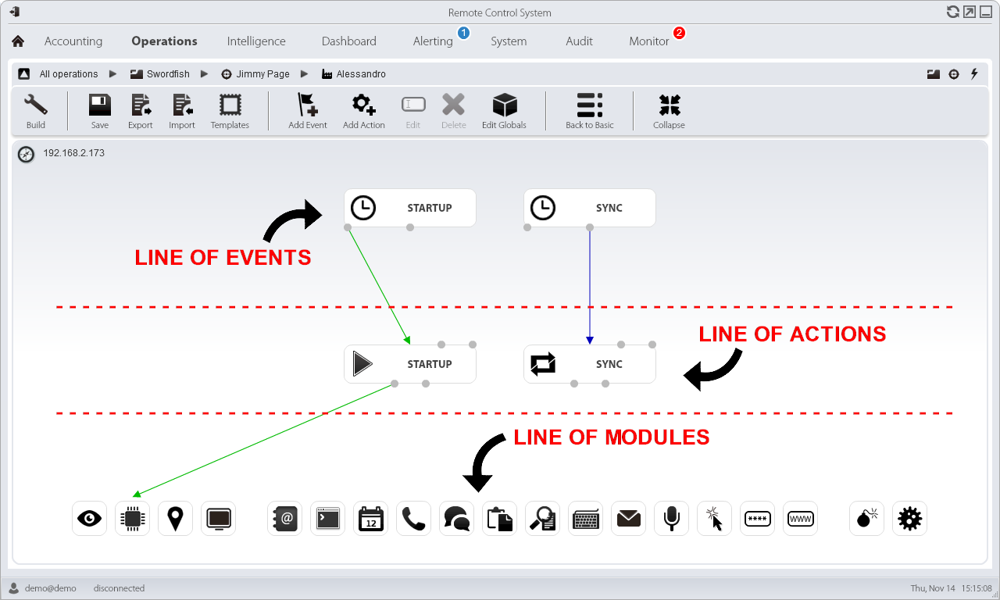 Remote Control System
Accounting Operations Intelligence Dashboard Alerting 1 System Audit Monitor 2
All operations Swordfish Jimmy Page Alessandro
Build Save Export Import Templates Add Event Add Action Edit Delete Edit Globals Back to Basic Collapse
192.168.2.173
STARTUP SYNC
LINE OF EVENTS
LINE OF ACTIONS
STARTUP SYNC
LINE OF MODULES
@ 12 **** WWW
demo@demo disconnected Thu, Nov 14 15:15:08